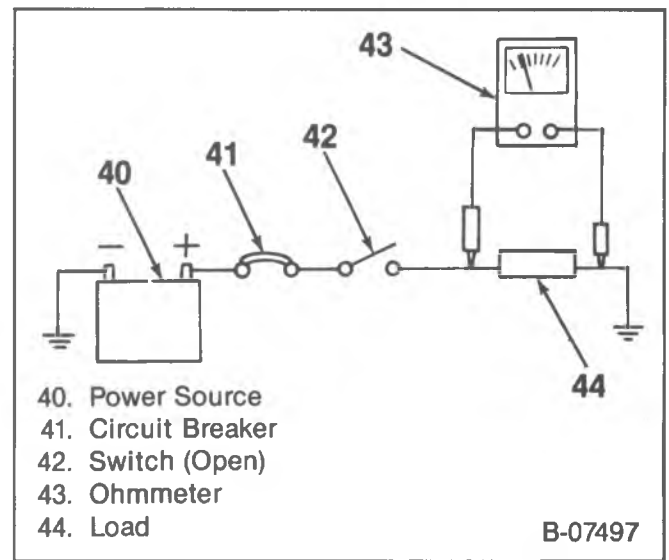 43
42
41
40
- +
44
40. Power Source
41. Circuit Breaker
42. Switch (Open)
43. Ohmmeter
44. Load
B-07497